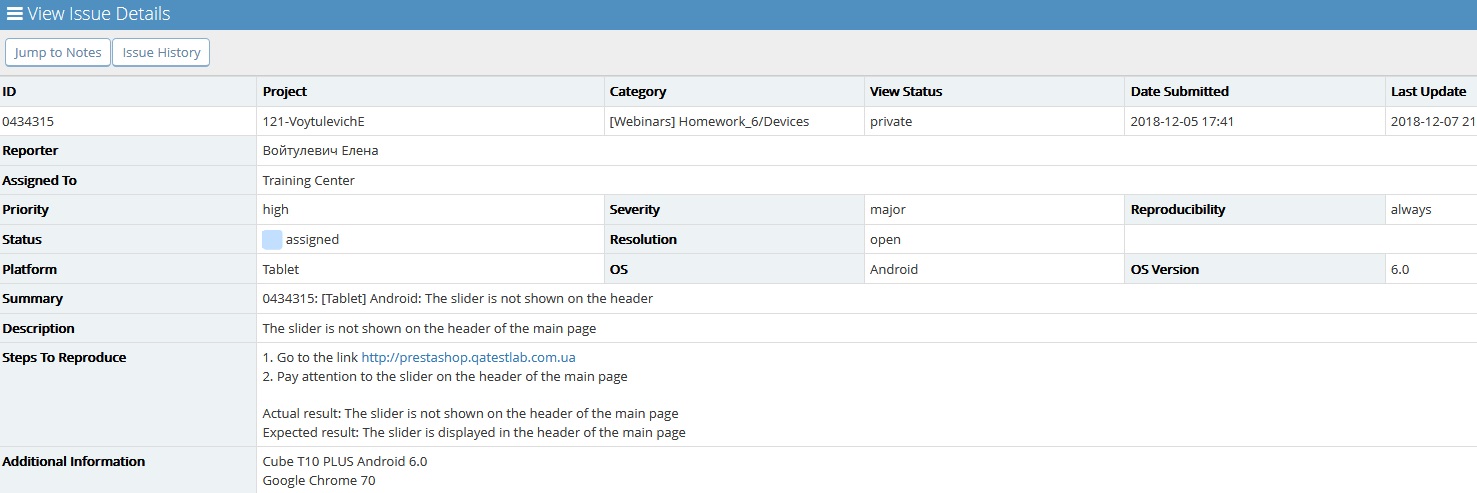 View Issue Details
Jump to Notes Issue History
ID Project Category View Status Date Submitted Last Update
0434315 121-VoytulevichE [Webinars] Homework_6/Devices private 2018-12-05 17:41 2018-12-07 21
Reporter Войтулевич Елена
Assigned To Training Center
Priority high Severity major Reproducibility always
Status assigned Resolution open
Platform Tablet OS Android OS Version 6.0
Summary 0434315: [Tablet] Android: The slider is not shown on the header
Description The slider is not shown on the header of the main page
Steps To Reproduce 1. Go to the link http://prestashop.qatestlab.com.ua
2. Pay attention to the slider on the header of the main page
Actual result: The slider is not shown on the header of the main page
Expected result: The slider is displayed in the header of the main page
Additional Information Cube T10 PLUS Android 6.0
Google Chrome 70